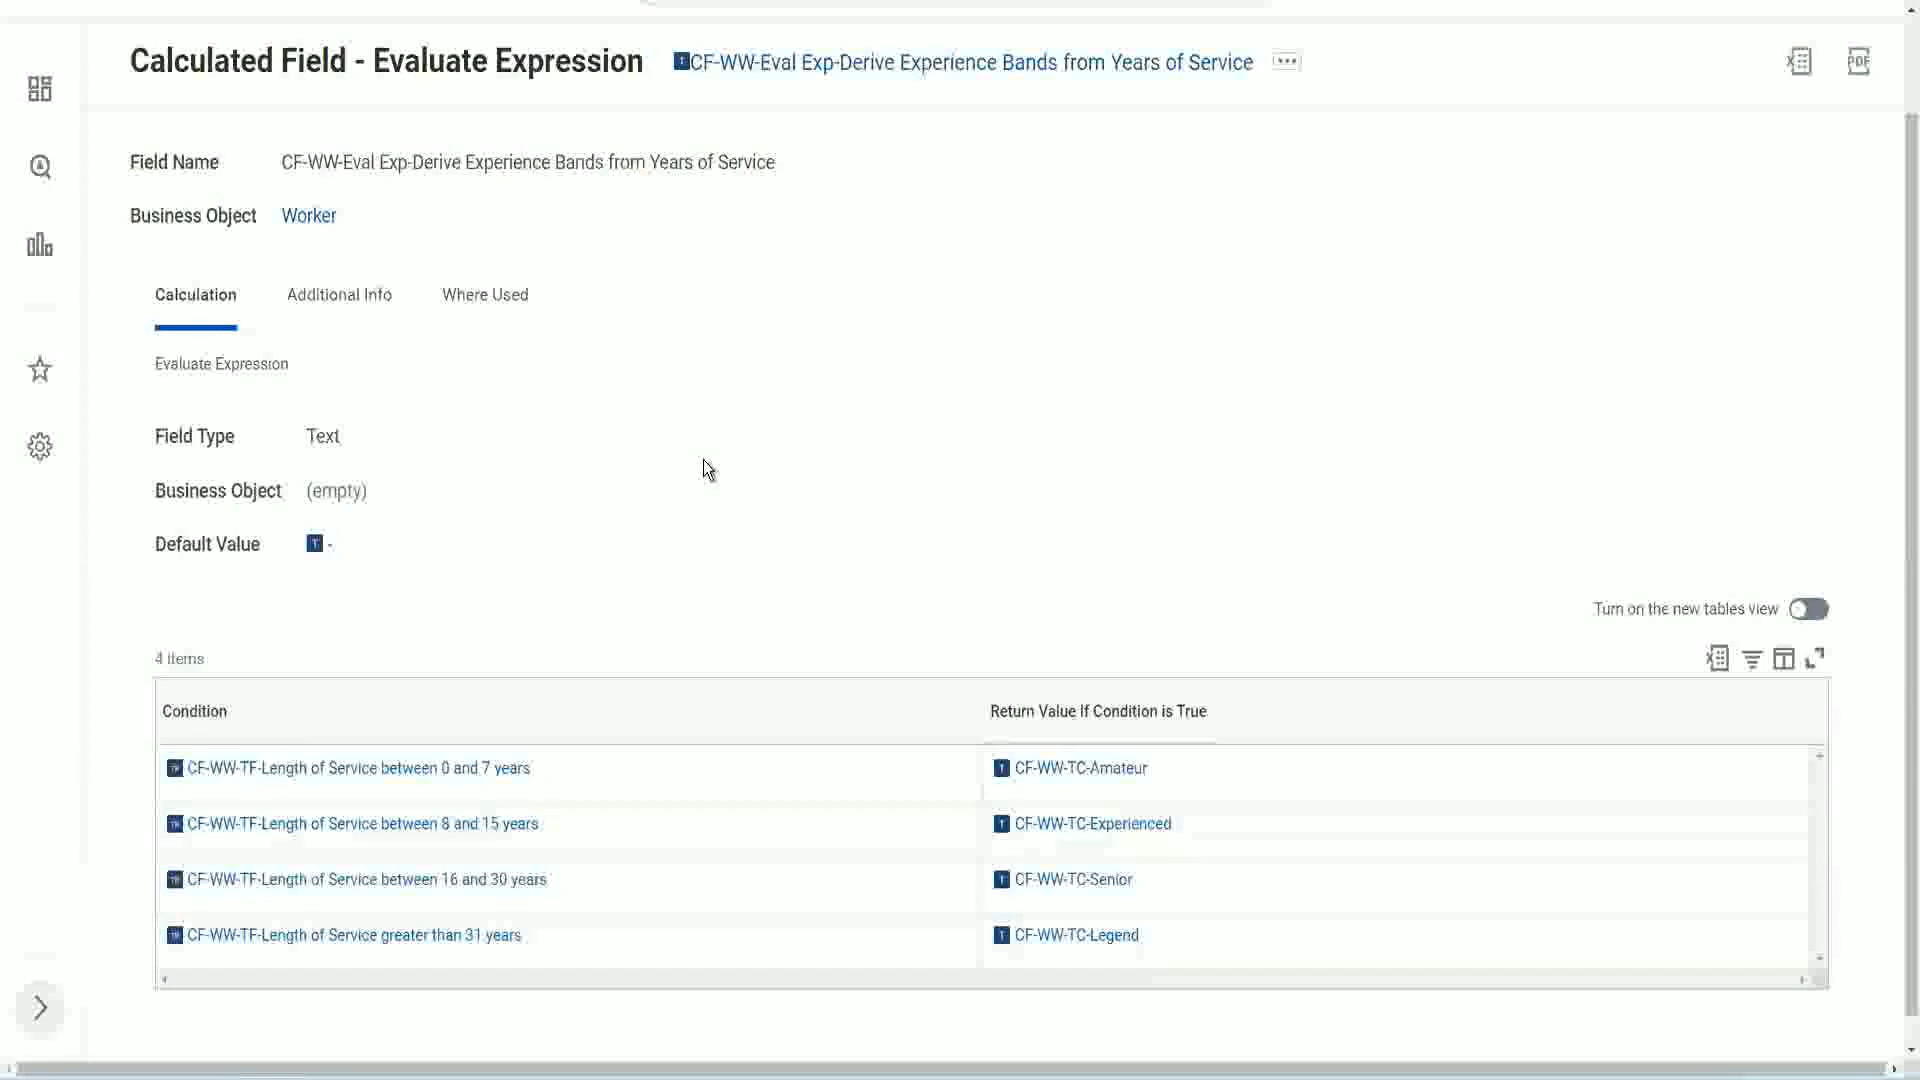 Calculated Field - Evaluate Expression CF-WW-Eval Exp-Derive Experience Bands from Years of Service
PDF
Field Name CF-WW-Eval Exp-Derive Experience Bands from Years of Service
Business Object Worker
Calculation Additional Info Where Used
Evaluate Expression
Field Type Text
Business Object (empty)
Default Value T -
Turn on the new tables view
4 items
Condition Return Value If Condition is True
CF-WW-TF-Length of Service between 0 and 7 years T CF-WW-TC-Amateur
CF-WW-TF-Length of Service between 8 and 15 years T CF-WW-TC-Experienced
CF-WW-TF-Length of Service between 16 and 30 years T CF-WW-TC-Senior
CF-WW-TF-Length of Service greater than 31 years T CF-WW-TC-Legend